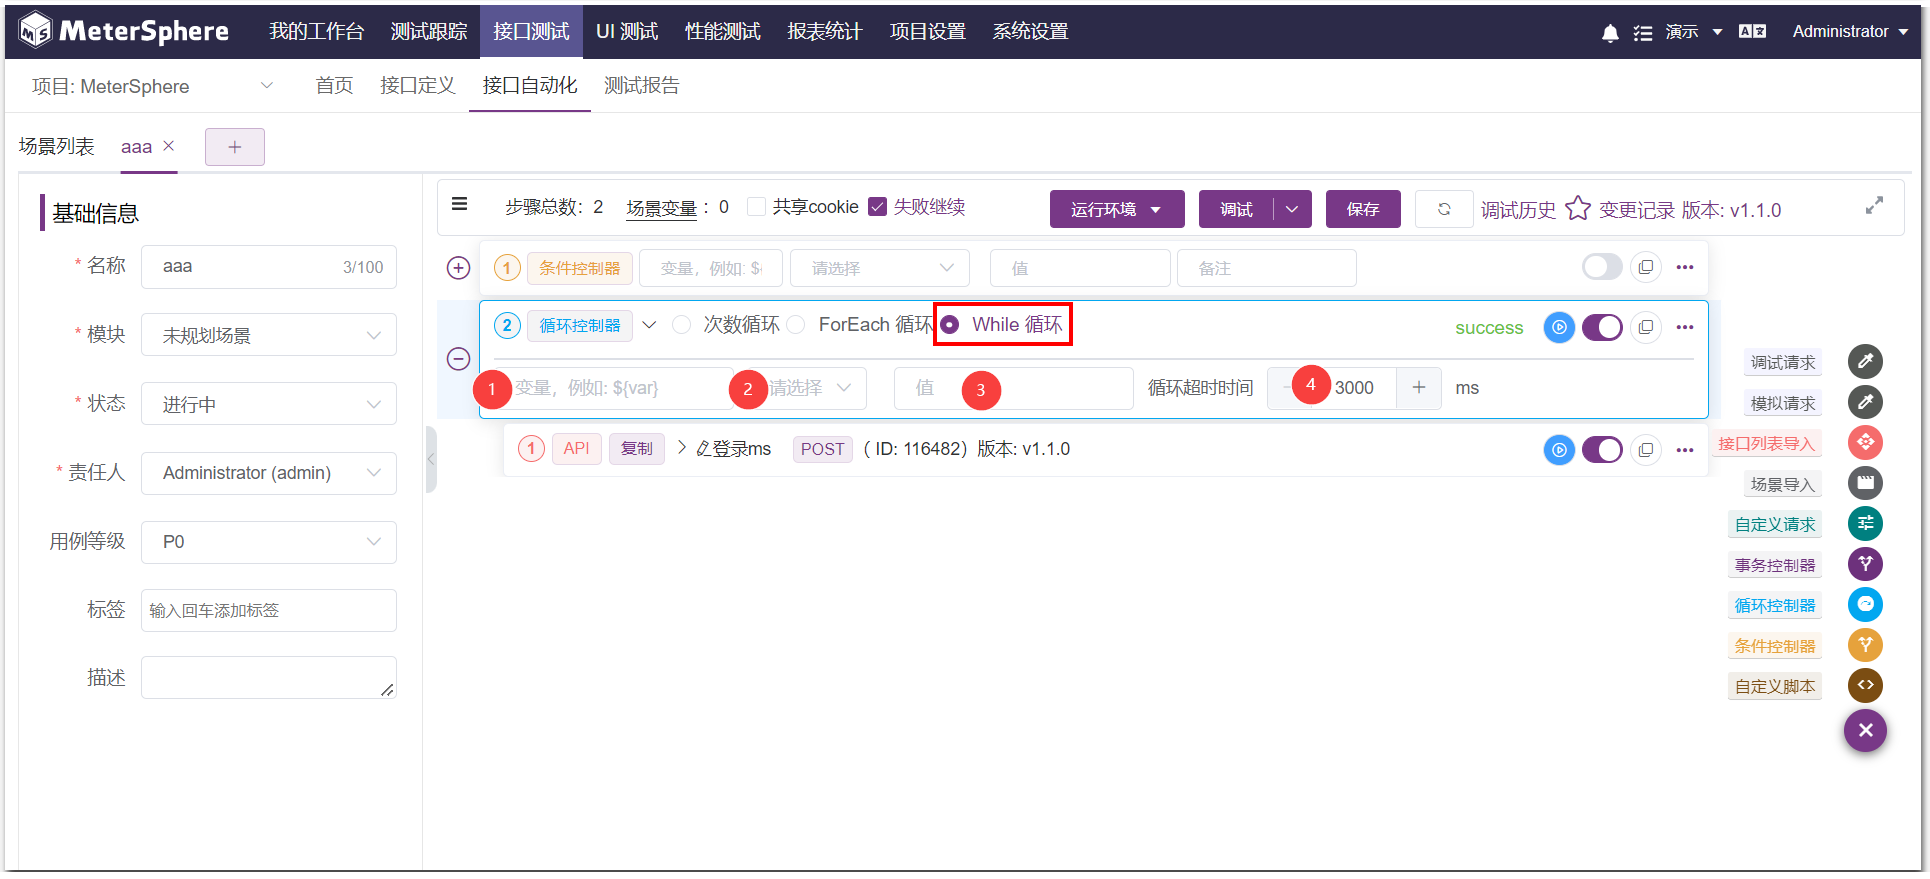 MeterSphere 我的工作台 测试跟踪 接口测试 UI 测试 性能测试 报表统计 项目设置 系统设置 演示 Administrator
项目: MeterSphere 首页 接口定义 接口自动化 测试报告
场景列表 aaa × +
基础信息
* 名称 aaa 3/100
* 模块 未规划场景
* 状态 进行中
* 责任人 Administrator (admin)
用例等级 P0
标签 输入回车添加标签
描述
步骤总数：2 场景变量 ：0 共享cookie 失败继续 运行环境 调试 保存 调试历史 变更记录 版本: v1.1.0
1 条件控制器 变量，例如: $ 请选择 值 备注
2 循环控制器 次数循环 ForEach 循环 While 循环 success
1 变量，例如: ${var} 2 请选择 值 3 循环超时时间 4 3000 + ms
1 API 复制 登录ms POST （ ID: 116482）版本: v1.1.0
调试请求
模拟请求
接口列表导入
场景导入
自定义请求
事务控制器
循环控制器
条件控制器
自定义脚本